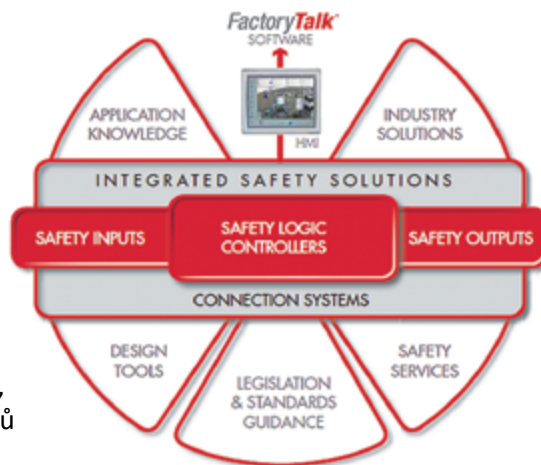 FactoryTalk
SOFTWARE
APPLICATION
KNOWLEDGE
HMI
INDUSTRY
SOLUTIONS
INTEGRATED SAFETY SOLUTIONS
SAFETY INPUTS
SAFETY LOGIC
CONTROLLERS
SAFETY OUTPUTS
CONNECTION SYSTEMS
DESIGN
TOOLS
LEGISLATION
& STANDARDS
GUIDANCE
SAFETY
SERVICES
,
ů